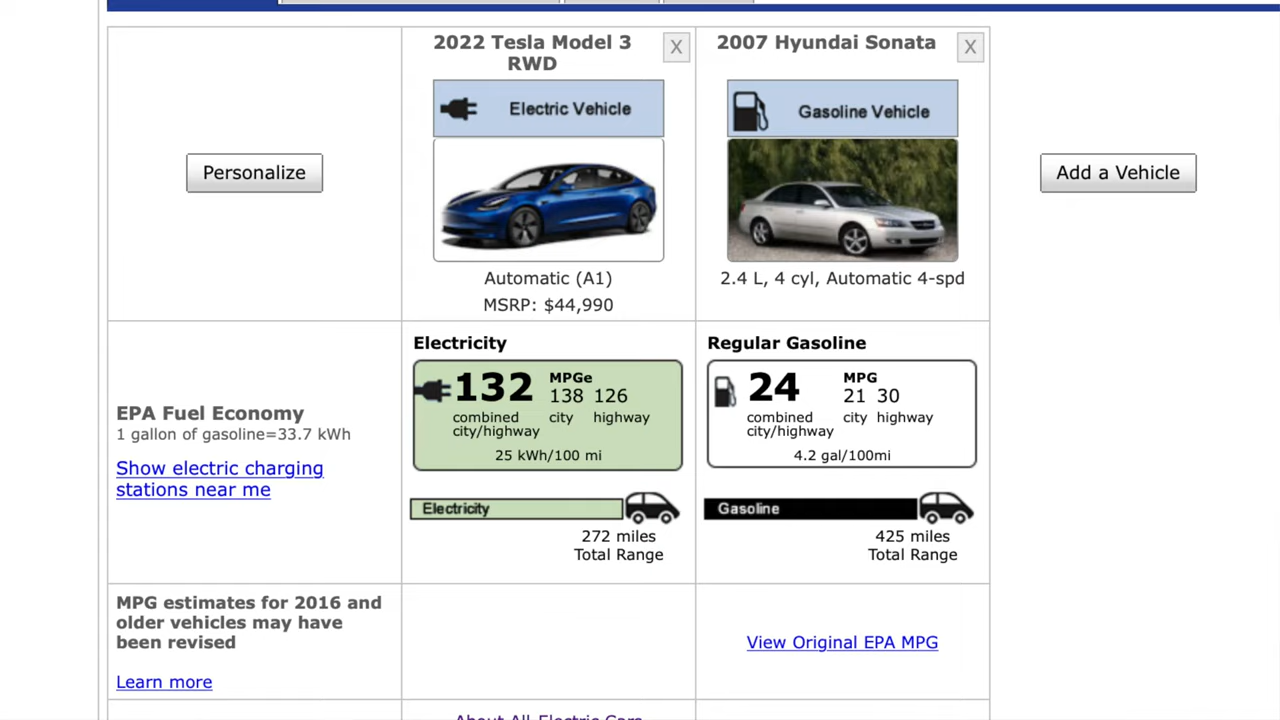 2022 Tesla Model 3
RWD
X
2007 Hyundai Sonata
X
Electric Vehicle
Gasoline Vehicle
Personalize
Add a Vehicle
Automatic (A1)
MSRP: $44,990
2.4 L, 4 cyl, Automatic 4-spd
EPA Fuel Economy
1 gallon of gasoline=33.7 kWh
Show electric charging
stations near me
Electricity
132
MPGe
138 126
combined
city/highway
city highway
25 kWh/100 mi
Electricity
272 miles
Total Range
Regular Gasoline
24
MPG
21 30
combined
city/highway
city highway
4.2 gal/100mi
Gasoline
425 miles
Total Range
MPG estimates for 2016 and
older vehicles may have
been revised
Learn more
View Original EPA MPG
About All-Electric Cars